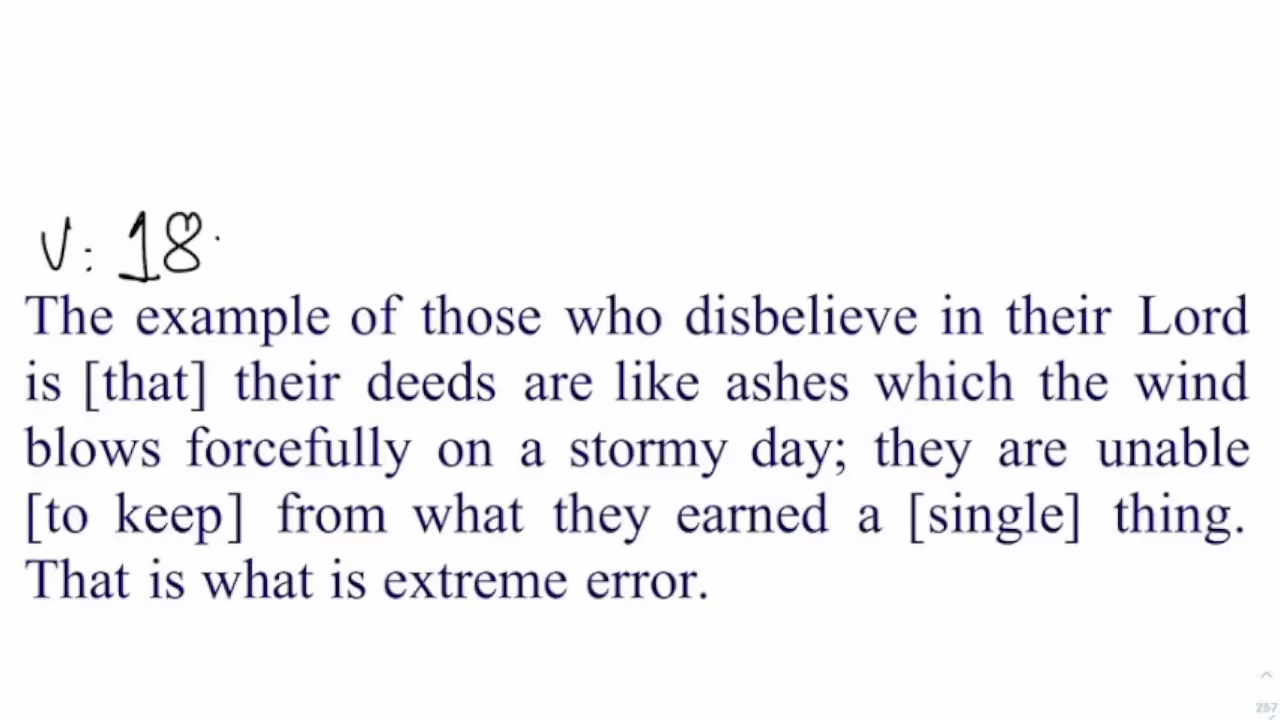 V: 18.
The example of those who disbelieve in their Lord
is [that] their deeds are like ashes which the wind
blows forcefully on a stormy day; they are unable
[to keep] from what they earned a [single] thing.
That is what is extreme error.
257